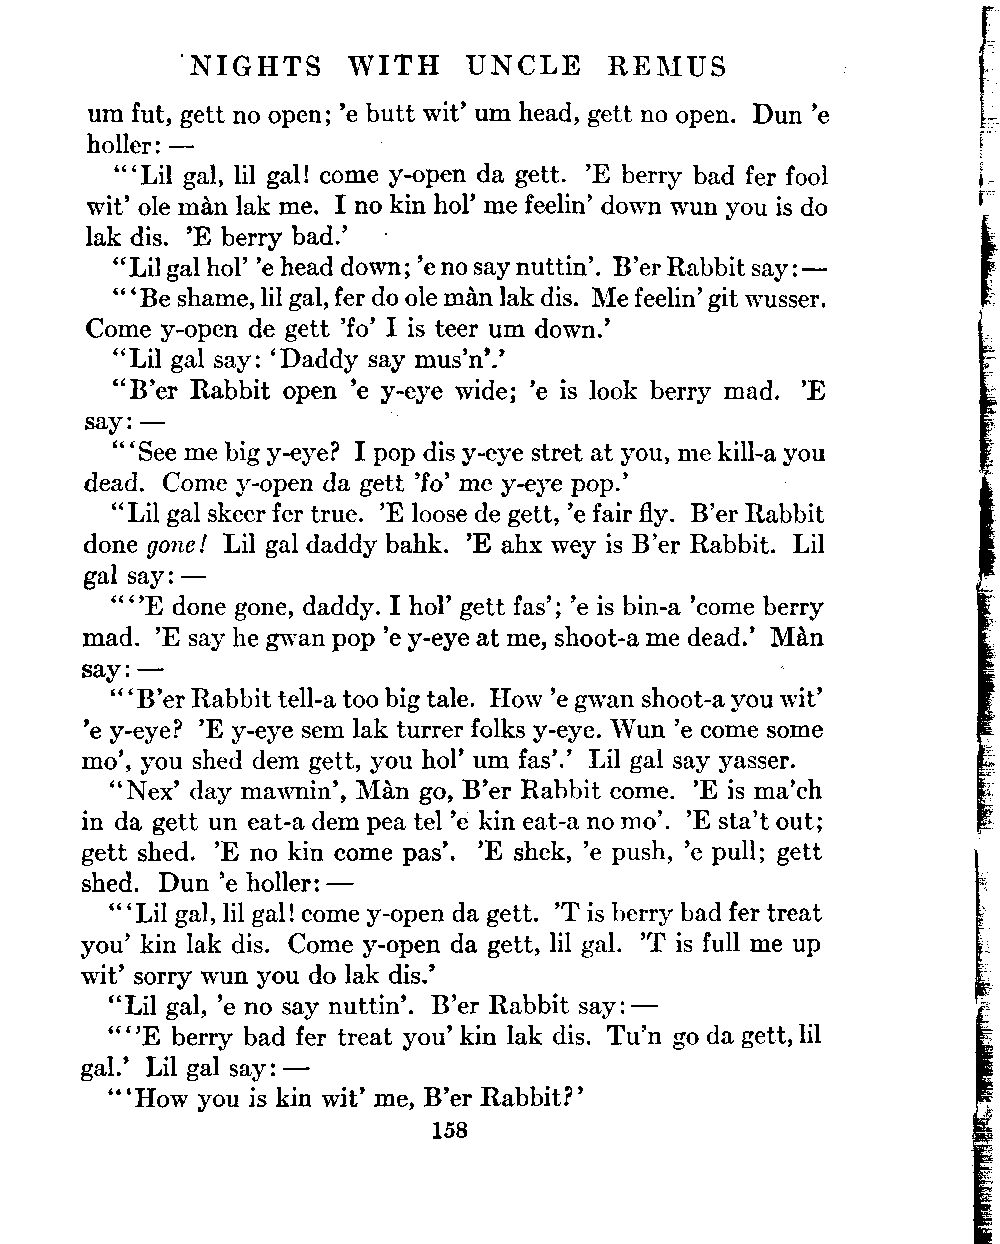 NIGHTS WITH UNCLE REMUS
um fut, gett no open; 'e butt wit' um head, gett no open. Dun 'e
holler: —
"'Lil gal, lil gal! come y-open da gett. 'E berry bad fer fool
wit' ole màn lak me. I no kin hol' me feelin' down wun you is do
lak dis. 'E berry bad.'
"Lil gal hol' 'e head down; 'e no say nuttin'. B'er Rabbit say: —
"'Be shame, lil gal, fer do ole màn lak dis. Me feelin' git wusser.
Come y-open de gett 'fo' I is teer um down.'
"Lil gal say: 'Daddy say mus'n'.'
"B'er Rabbit open 'e y-eye wide; 'e is look berry mad. 'E
say: —
"'See me big y-eye? I pop dis y-eye stret at you, me kill-a you
dead. Come y-open da gett 'fo' me y-eye pop.'
"Lil gal skeer fer true. 'E loose de gett, 'e fair fly. B'er Rabbit
done gone! Lil gal daddy bahk. 'E ahx wey is B'er Rabbit. Lil
gal say: —
"''E done gone, daddy. I hol' gett fas'; 'e is bin-a 'come berry
mad. 'E say he gwan pop 'e y-eye at me, shoot-a me dead.' Màn
say: —
"'B'er Rabbit tell-a too big tale. How 'e gwan shoot-a you wit'
'e y-eye? 'E y-eye sem lak turrer folks y-eye. Wun 'e come some
mo', you shed dem gett, you hol' um fas'.' Lil gal say yasser.
"Nex' day mawnin', Màn go, B'er Rabbit come. 'E is ma'ch
in da gett un eat-a dem pea tel 'e kin eat-a no mo'. 'E sta't out;
gett shed. 'E no kin come pas'. 'E shek, 'e push, 'e pull; gett
shed. Dun 'e holler: —
"'Lil gal, lil gal! come y-open da gett. 'T is berry bad fer treat
you' kin lak dis. Come y-open da gett, lil gal. 'T is full me up
wit' sorry wun you do lak dis.'
"Lil gal, 'e no say nuttin'. B'er Rabbit say: —
"''E berry bad fer treat you' kin lak dis. Tu'n go da gett, lil
gal.' Lil gal say: —
"'How you is kin wit' me, B'er Rabbit?'
158